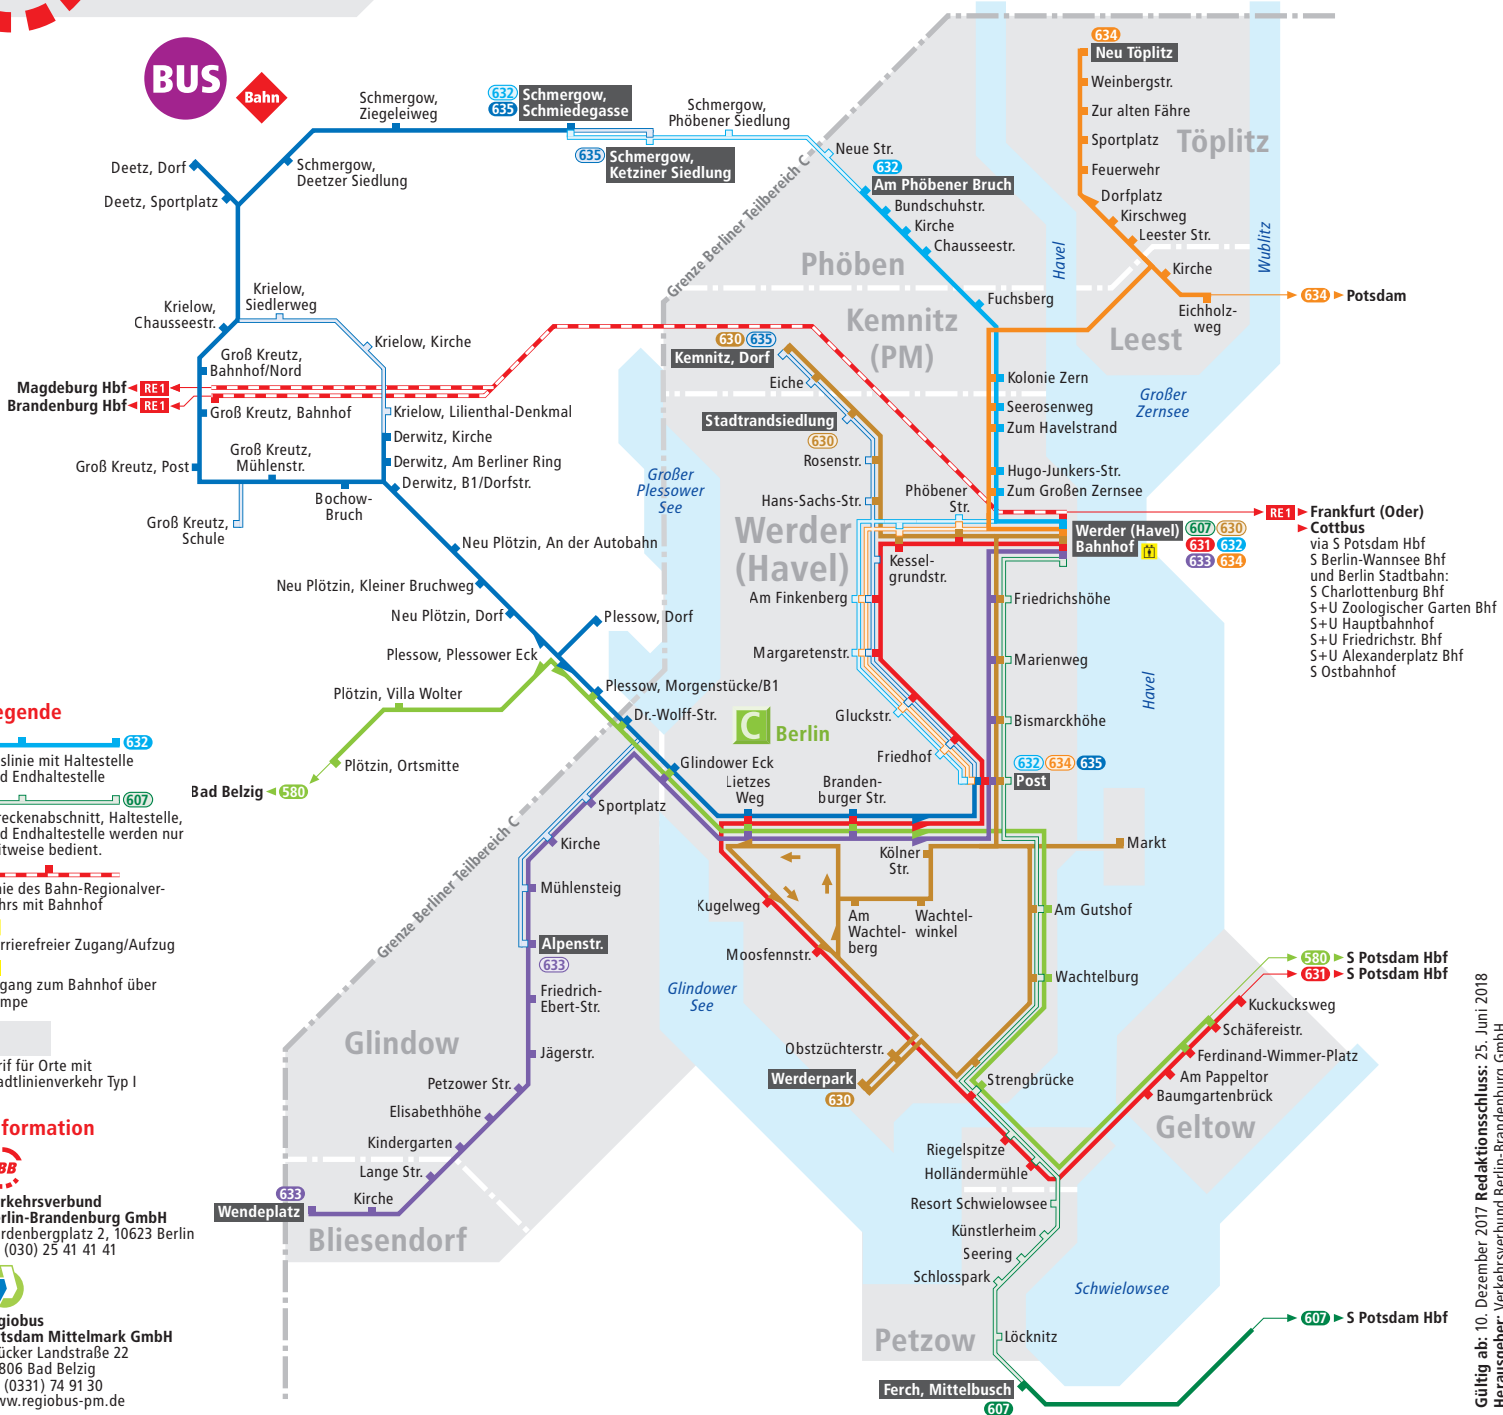 BUS
Bahn
632 Schmergow,
635 Schmiedegasse
Schmergow,
Ziegeleiweg
Schmergow,
Phöbener Siedlung
635 Schmergow,
Ketziner Siedlung
Deetz, Dorf
Schmergow,
Deetzer Siedlung
Deetz, Sportplatz
Grenze Berliner Teilbereich C
Neue Str.
632
Am Phöbener Bruch
Bundschuhstr.
Kirche
Chausseestr.
Phöben
Fuchsberg
634
Neu Töplitz
Weinbergstr.
Zur alten Fähre
Sportplatz
Töplitz
Feuerwehr
Dorfplatz
Kirschweg
Leester Str.
Havel
Wublitz
Kirche
634 Potsdam
Eichholz-
weg
Leest
Krielow,
Siedlerweg
Krielow,
Chausseestr.
Krielow, Kirche
Groß Kreutz,
Bahnhof/Nord
Magdeburg Hbf RE1
Brandenburg Hbf RE1
Groß Kreutz, Bahnhof
Krielow, Lilienthal-Denkmal
Derwitz, Kirche
Groß Kreutz,
Mühlenstr.
Derwitz, Am Berliner Ring
Groß Kreutz, Post
Derwitz, B1/Dorfstr.
Bochow-
Bruch
Groß Kreutz,
Schule
Kemnitz
(PM)
630 635
Kemnitz, Dorf
Eiche
Stadtrandsiedlung
630
Rosenstr.
Hans-Sachs-Str.
Phöbener
Str.
Kolonie Zern
Seerosenweg
Zum Havelstrand
Großer
Zernsee
Hugo-Junkers-Str.
Zum Großen Zernsee
Großer
Plessower
See
Werder
(Havel)
Werder (Havel)
Bahnhof
607 630
631 632
633 634
RE1 Frankfurt (Oder)
Cottbus
via S Potsdam Hbf
S Berlin-Wannsee Bhf
und Berlin Stadtbahn:
S Charlottenburg Bhf
S+U Zoologischer Garten Bhf
S+U Hauptbahnhof
S+U Friedrichstr. Bhf
S+U Alexanderplatz Bhf
S Ostbahnhof
Neu Plötzin, An der Autobahn
Neu Plötzin, Kleiner Bruchweg
Neu Plötzin, Dorf
Plessow, Dorf
Plessow, Plessower Eck
Plessow, Morgenstücke/B1
Plötzin, Villa Wolter
Dr.-Wolff-Str.
Plötzin, Ortsmitte
Bad Belzig 580
Kessel-
grundstr.
Am Finkenberg
Margaretenstr.
Gluckstr.
Friedhof
Friedrichshöhe
Marienweg
Bismarckhöhe
Havel
632 634 635
Post
C Berlin
Glindower Eck
Lietzes
Weg
Branden-
burger Str.
Sportplatz
Kirche
Mühlensteig
Alpenstr.
633
Friedrich-
Ebert-Str.
Jägerstr.
Petzower Str.
Elisabethhöhe
Kindergarten
Lange Str.
Kirche
633
Wendeplatz
Grenze Berliner Teilbereich C
Glindow
Bliesendorf
Kölner
Str.
Markt
Kugelweg
Am
Wachtel-
berg
Wachtel-
winkel
Am Gutshof
Moosfennstr.
Wachtelburg
Glindower
See
Obstzüchterstr.
Werderpark
630
Strengbrücke
Riegelspitze
Holländermühle
580 S Potsdam Hbf
631 S Potsdam Hbf
Kuckucksweg
Schäfereistr.
Ferdinand-Wimmer-Platz
Am Pappeltor
Baumgartenbrück
Geltow
Resort Schwielowsee
Künstlerheim
Seering
Schlosspark
Schwielowsee
Petzow
Löcknitz
607 S Potsdam Hbf
Ferch, Mittelbusch
607
egende
632
slinie mit Haltestelle
d Endhaltestelle
607
reckenabschnitt, Haltestelle,
d Endhaltestelle werden nur
itweise bedient.
nie des Bahn-Regionalver-
hrs mit Bahnhof
rrierefreier Zugang/Aufzug
gang zum Bahnhof über
mpe
rif für Orte mit
adtlinienverkehr Typ I
formation
BB
rkehrsverbund
erlin-Brandenburg GmbH
rdenbergplatz 2, 10623 Berlin
(030) 25 41 41 41
giobus
tsdam Mittelmark GmbH
ücker Landstraße 22
806 Bad Belzig
(0331) 74 91 30
ww.regiobus-pm.de
Gültig ab: 10. Dezember 2017 Redaktionsschluss: 25. Juni 2018
Herausgeber: Verkehrsverbund Berlin-Brandenburg GmbH